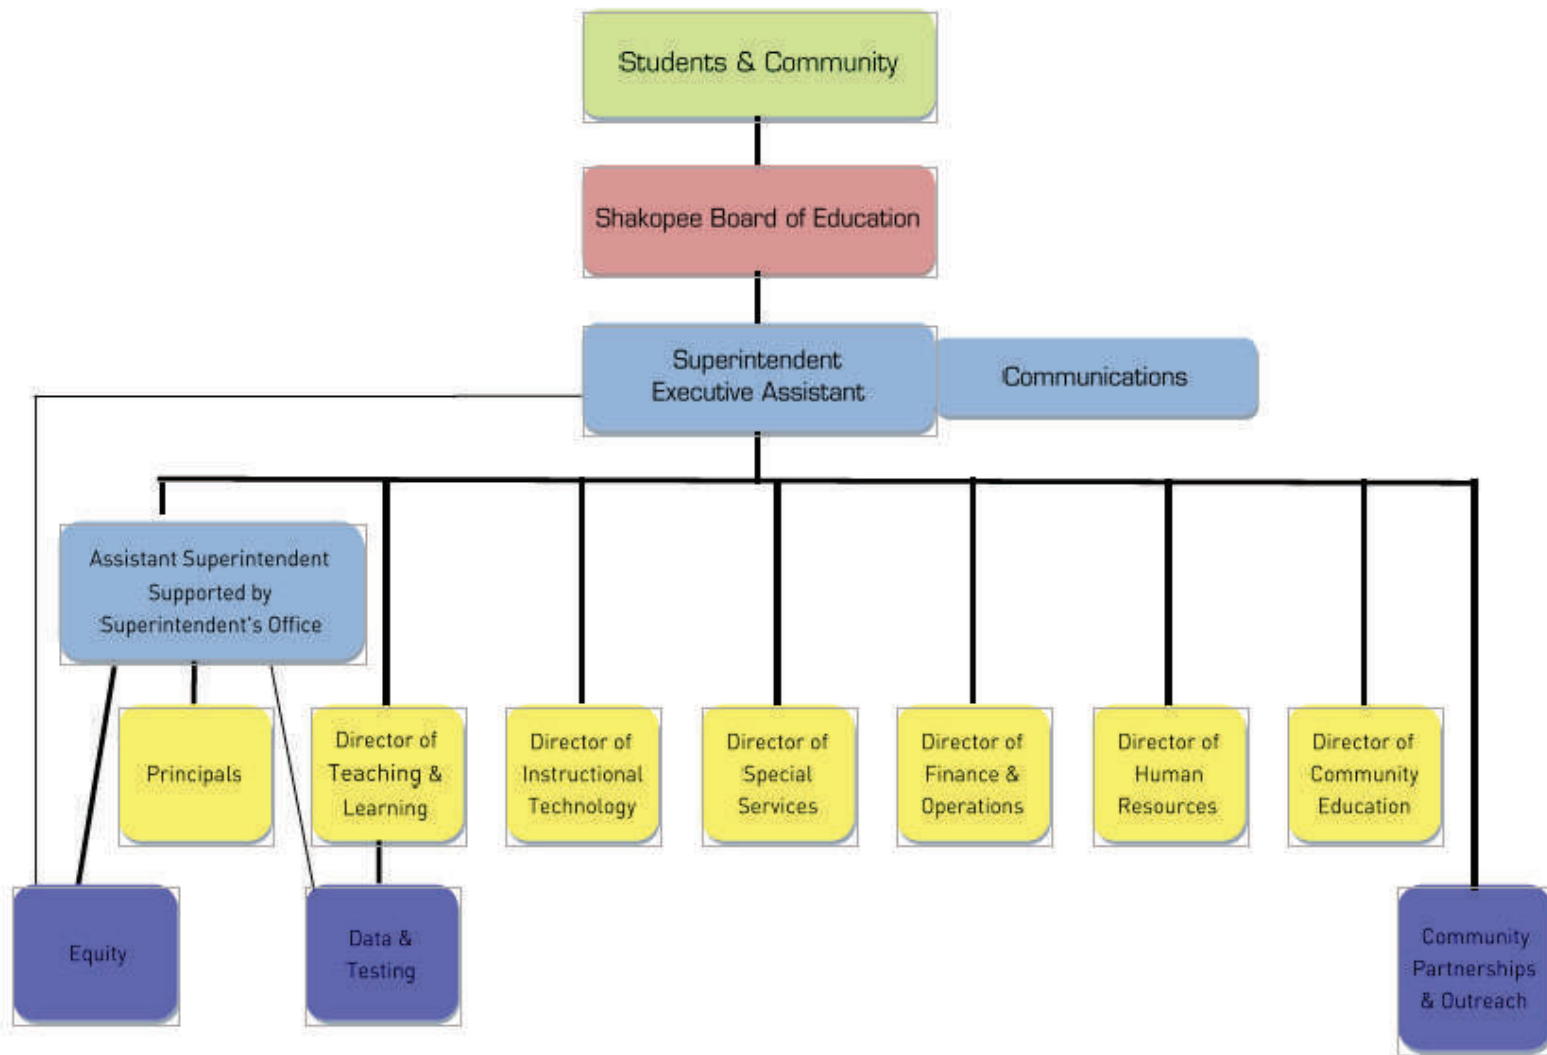 Students & Community
Shakopee Board of Education
Superintendent
Executive Assistant
Communications
Assistant Superintendent
Supported by
Superintendent's Office
Principals
Director of
Teaching &
Learning
Director of
Instructional
Technology
Director of
Special
Services
Director of
Finance &
Operations
Director of
Human
Resources
Director of
Community
Education
Equity
Data &
Testing
Community
Partnerships
& Outreach